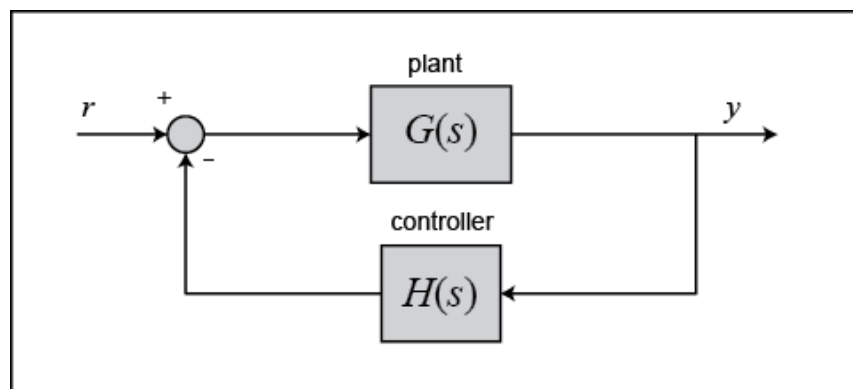 plant
r
+
G(s)
y
-
controller
H(s)